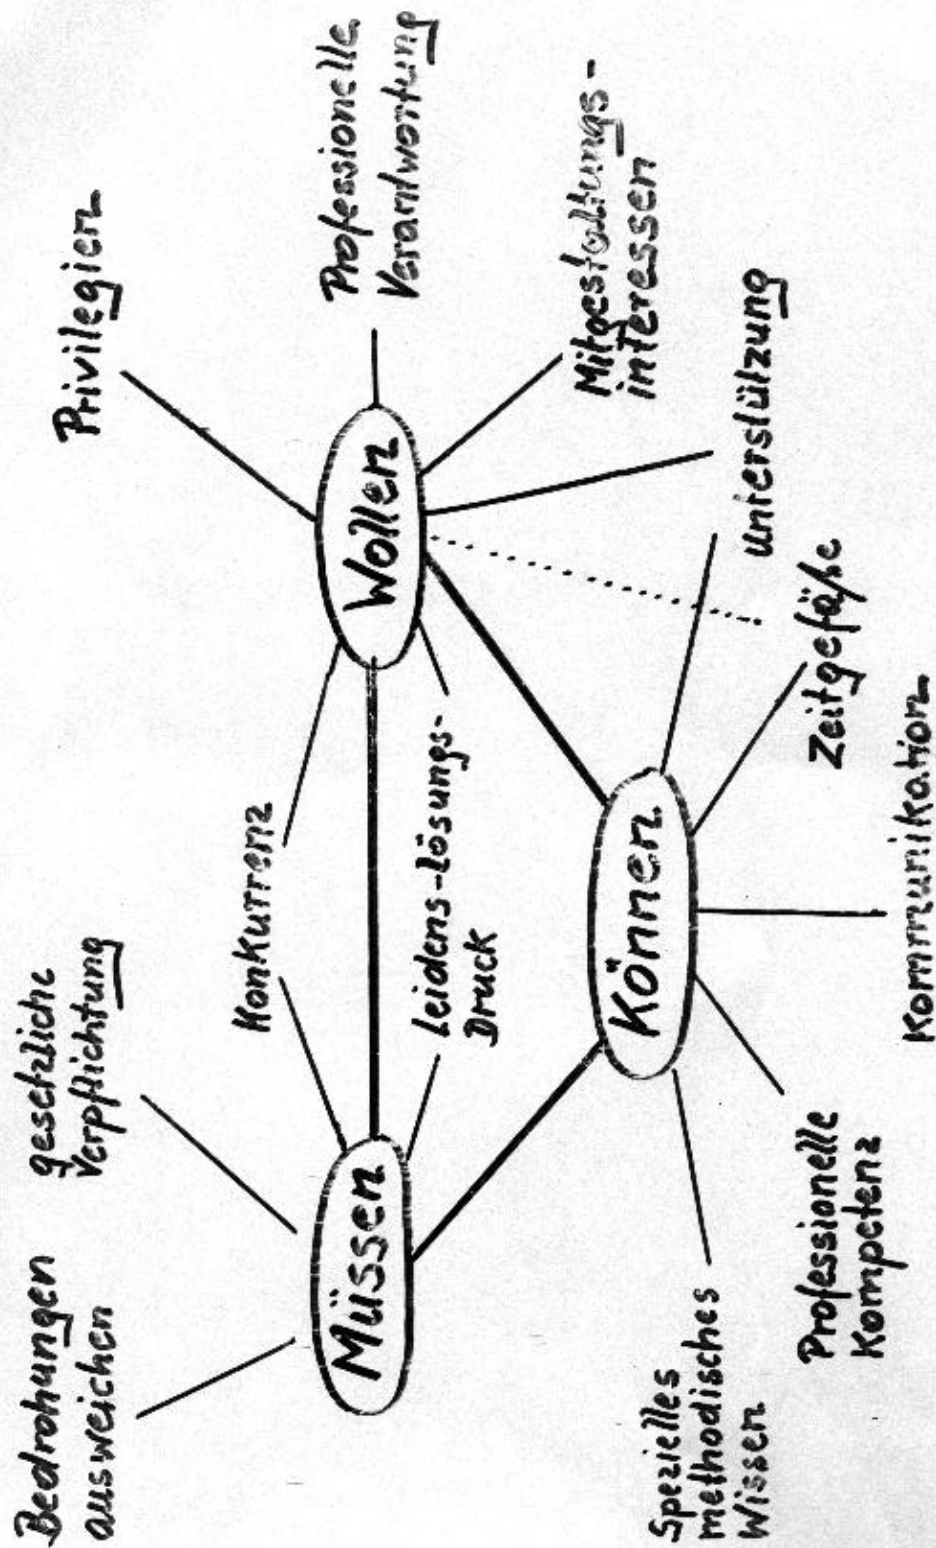 Bedrohungen
ausweichen
gesetzliche
Verpflichtung
Privilegien
Konkurrenz
Müssen
Wollen
Professionelle
Verantwortung
Leidens-Lösungs-
Druck
Mitgestaltungs-
interessen
Können
Unterstützung
Zeitgefäße
Spezielles
methodisches
Wissen
Professionelle
Kompetenz
Kommunikation